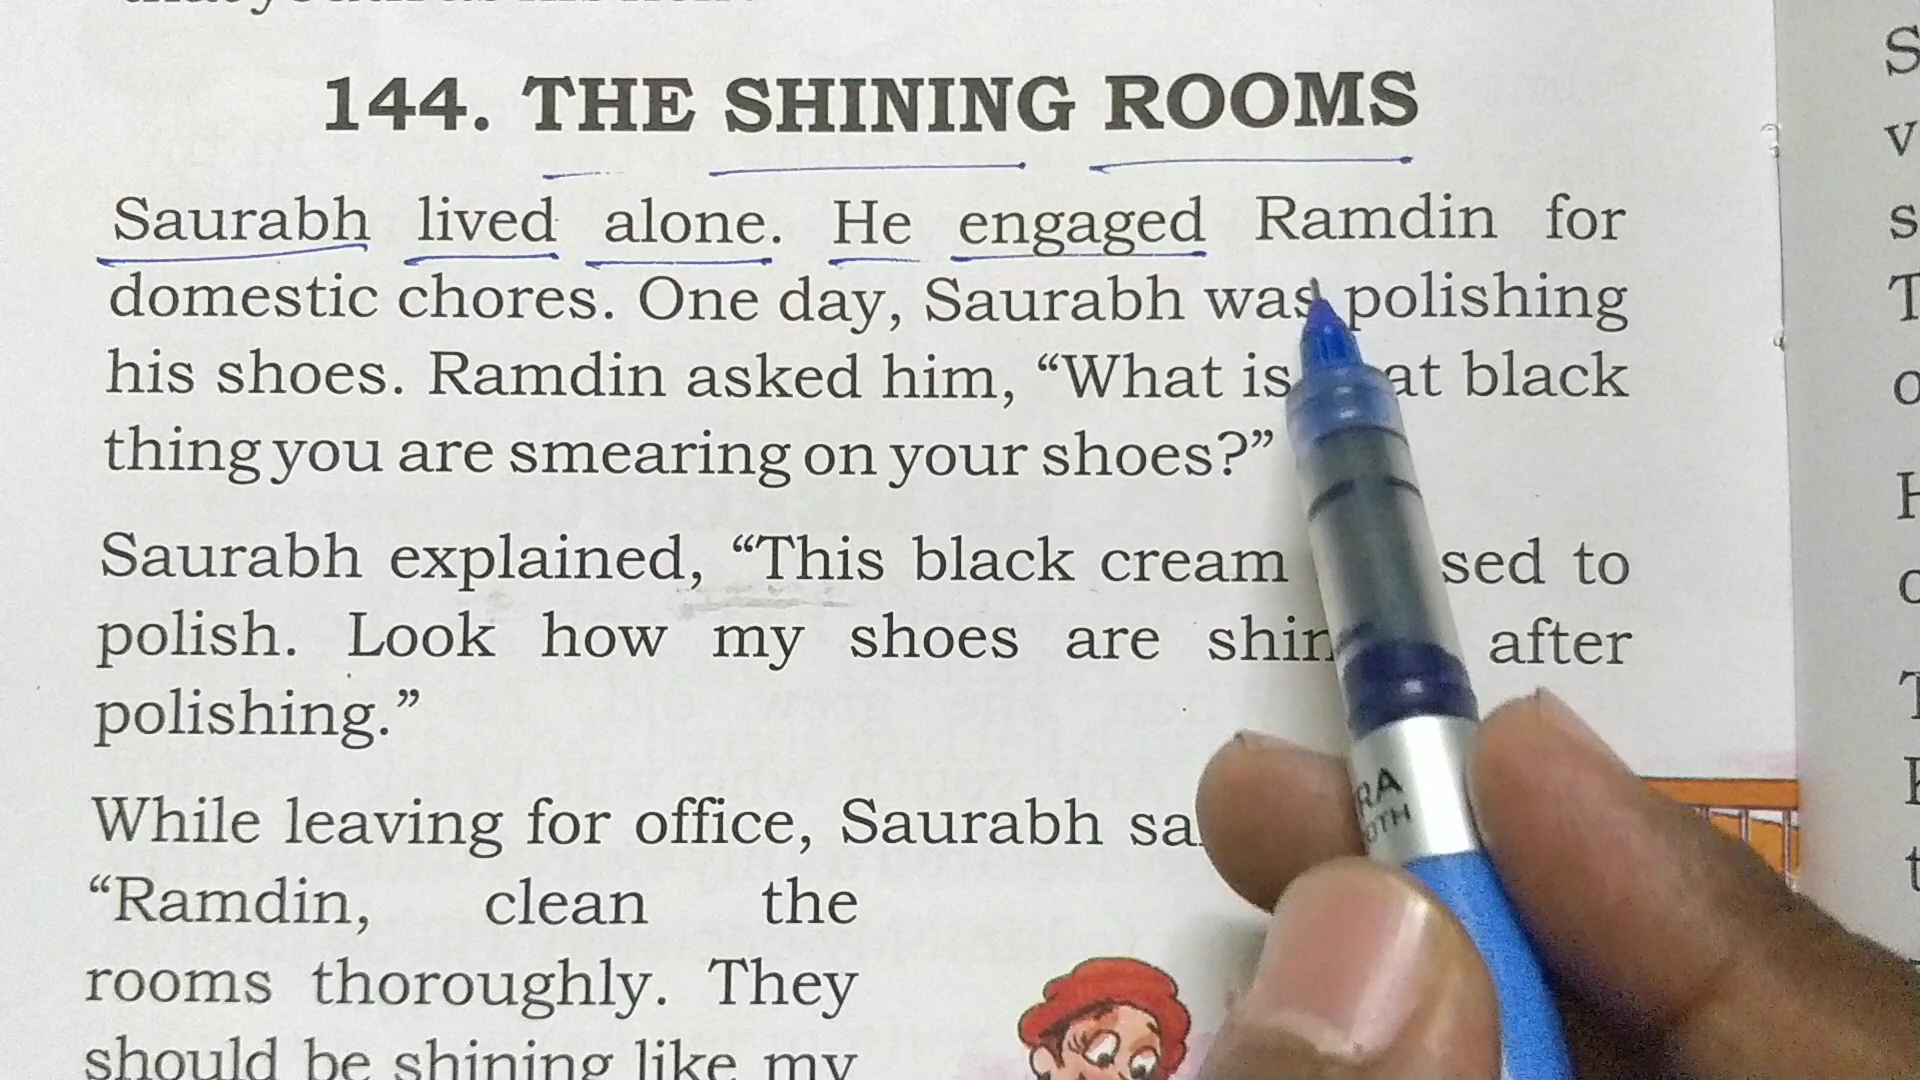 144. THE SHINING ROOMS
Saurabh lived alone. He engaged Ramdin for
domestic chores. One day, Saurabh was polishing
his shoes. Ramdin asked him, “What is at black
thing you are smearing on your shoes?”
Saurabh explained, “This black cream sed to
polish. Look how my shoes are shin after
polishing.”
While leaving for office, Saurabh sa
“Ramdin, clean the
rooms thoroughly. They
should be shining like my
RA
OTH